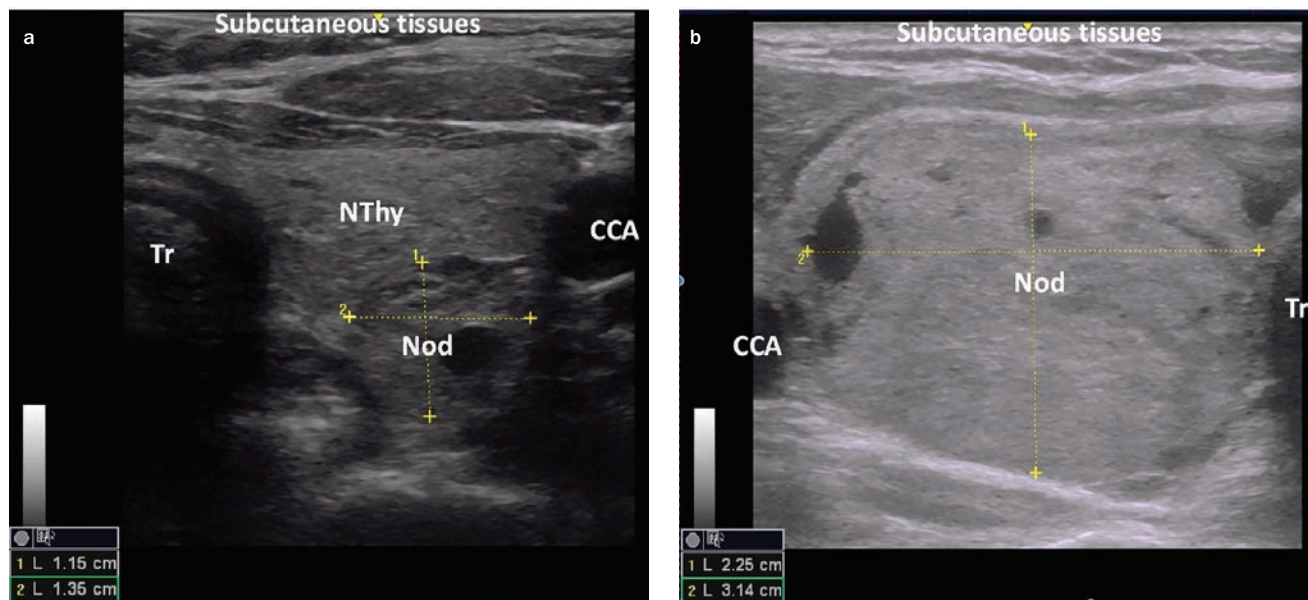 a
Subcutaneous tissues
NThy
Tr
CCA
1
2
Nod
1 L 1.15 cm
2 L 1.35 cm
b
Subcutaneous tissues
1
2
Nod
Tr
CCA
1 L 2.25 cm
2 L 3.14 cm